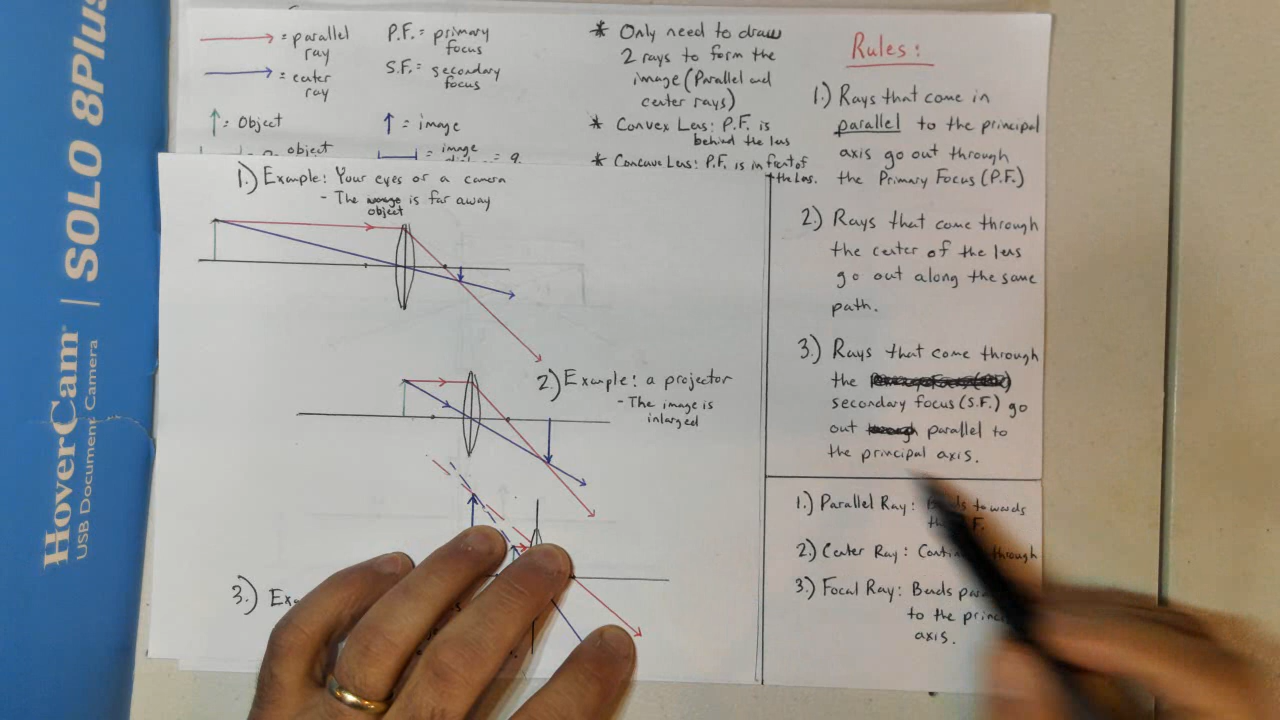 HoverCam® | SOLO 8Plus
USB Document Camera
= parallel
ray
= center
ray
P.F. = primary
focus
S.F. = secondary
focus
= Object
= image
object
= image
= q.
* Only need to draw
2 rays to form the
image (Parallel and
center rays)
* Convex Lens: P.F. is
behind the lens
* Concave Lens: P.F. is in front of
the Lens.
1.) Example: Your eyes or a camera
- The is far away
object
2.) Example: a projector
- The image is
inlarged
3.)
Rules:
1.) Rays that come in
parallel to the principal
axis go out through
the Primary Focus (P.F.)
2.) Rays that come through
the center of the lens
go out along the same
path.
3.) Rays that come through
the
secondary focus (S.F.) go
out parallel to
the principal axis.
1.) Parallel Ray: towards
2.) Center Ray: through
3.) Focal Ray: Bends
to the
axis.